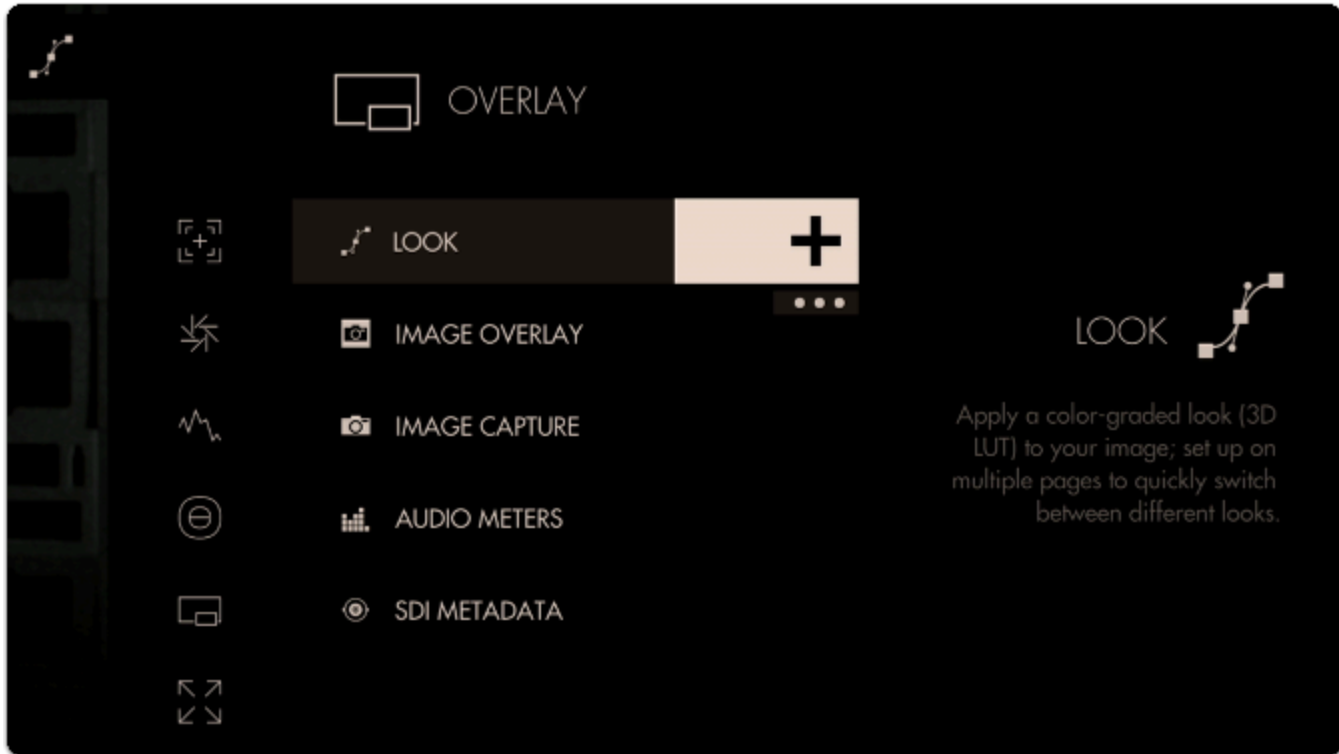 OVERLAY
LOOK
IMAGE OVERLAY
IMAGE CAPTURE
AUDIO METERS
SDI METADATA
LOOK
Apply a color-graded look (3D
LUT) to your image; set up on
multiple pages to quickly switch
between different looks.